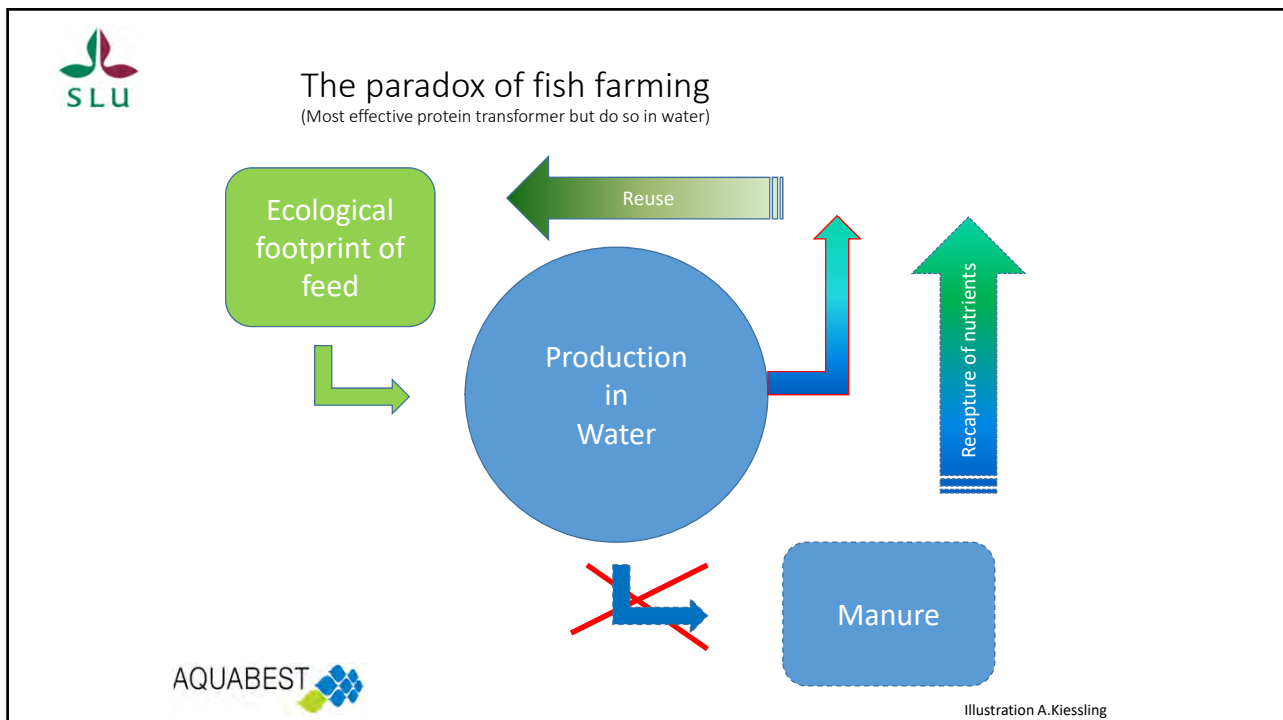 SLU
The paradox of fish farming
(Most effective protein transformer but do so in water)
Reuse
Ecological
footprint of
feed
Production
in
Water
Recapture of nutrients
Manure
AQUABEST
Illustration A.Kiessling